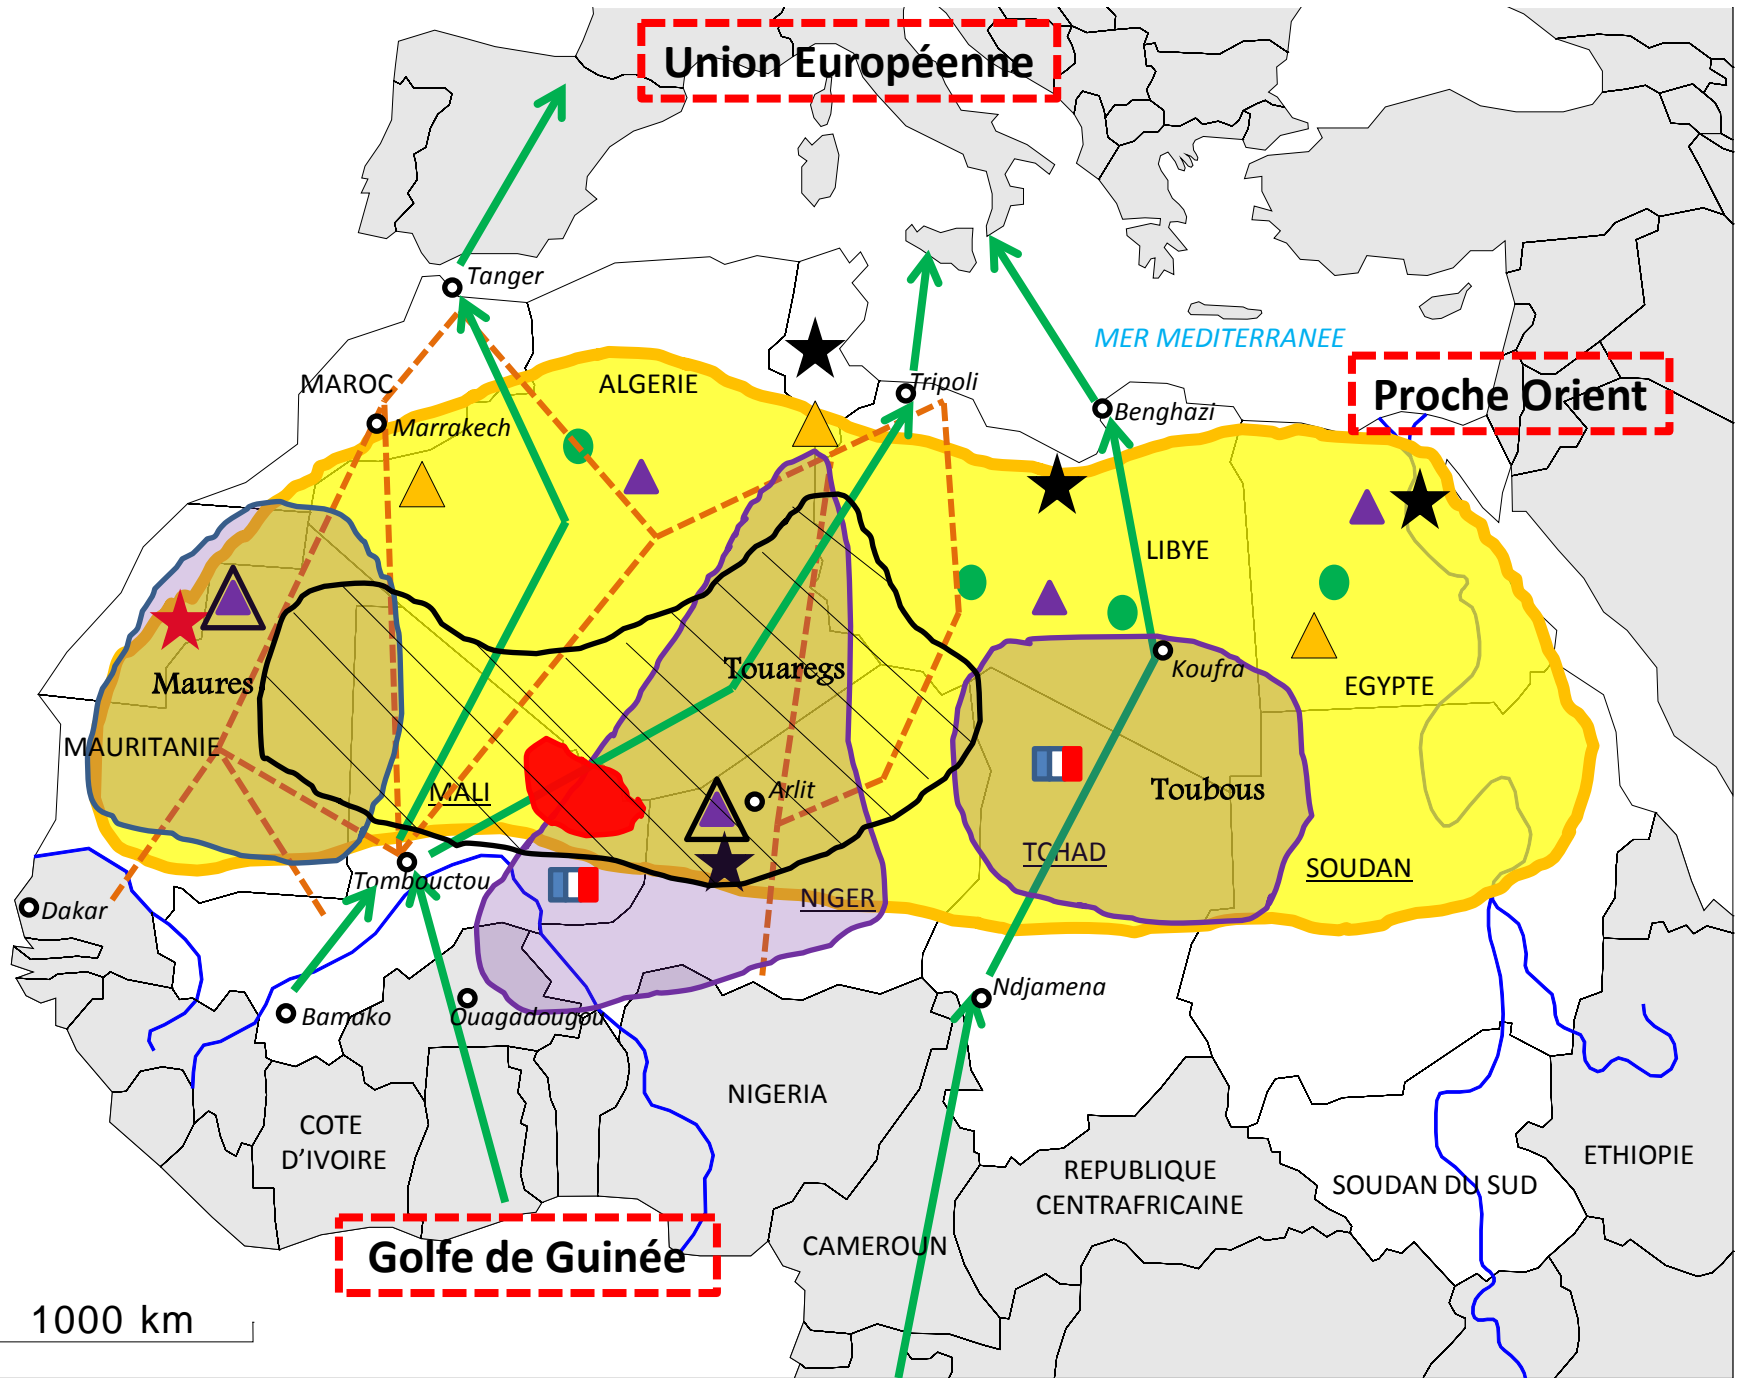 Union Européenne
Tanger
MER MEDITERRANEE
MAROC
ALGERIE
Tripoli
Proche Orient
Benghazi
Marrakech
LIBYE
Maures
Touaregs
Koufra
EGYPTE
MAURITANIE
MALI
Arlit
Toubous
TCHAD
SOUDAN
Tombouctou
NIGER
Dakar
Ndjamena
Bamako
Ouagadougou
NIGERIA
COTE
D'IVOIRE
REPUBLIQUE
CENTRAFRICAINE
SOUDAN DU SUD
ETHIOPIE
CAMEROUN
Golfe de Guinée
1000 km